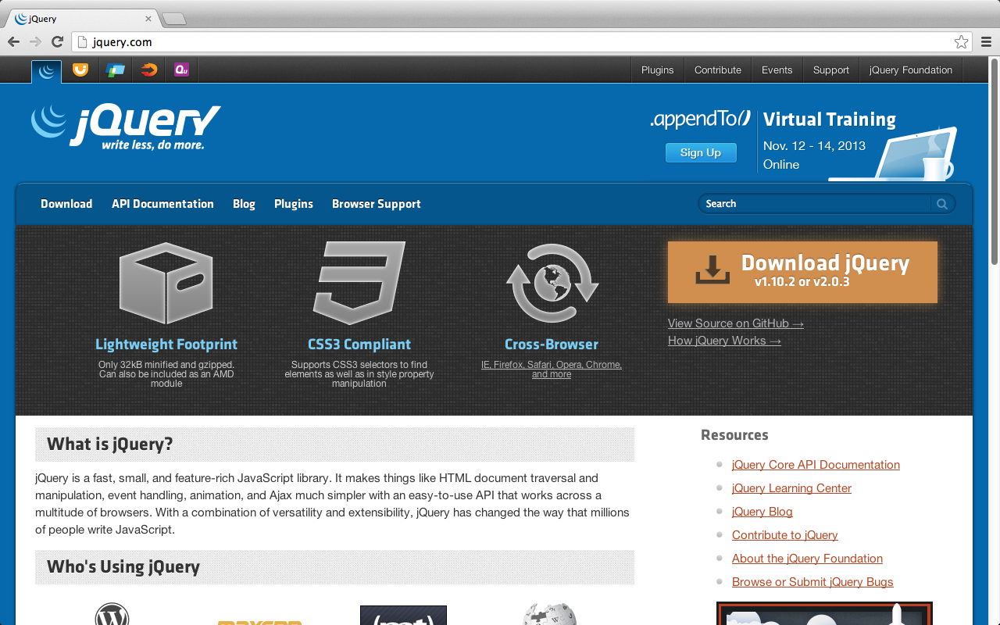 jQuery
jquery.com
Qu
Plugins
Contribute
Events
Support
jQuery Foundation
jQuery
write less, do more.
.appendTo()
Sign Up
Virtual Training
Nov. 12 - 14, 2013
Online
Download
API Documentation
Blog
Plugins
Browser Support
Search
Lightweight Footprint
Only 32kB minified and gzipped.
Can also be included as an AMD
module
CSS3 Compliant
Supports CSS3 selectors to find
elements as well as in style property
manipulation
Cross-Browser
IE, Firefox, Safari, Opera, Chrome,
and more
Download jQuery
v1.10.2 or v2.0.3
View Source on GitHub →
How jQuery Works →
What is jQuery?
jQuery is a fast, small, and feature-rich JavaScript library. It makes things like HTML document traversal and
manipulation, event handling, animation, and Ajax much simpler with an easy-to-use API that works across a
multitude of browsers. With a combination of versatility and extensibility, jQuery has changed the way that millions
of people write JavaScript.
Who's Using jQuery
Resources
jQuery Core API Documentation
jQuery Learning Center
jQuery Blog
Contribute to jQuery
About the jQuery Foundation
Browse or Submit jQuery Bugs